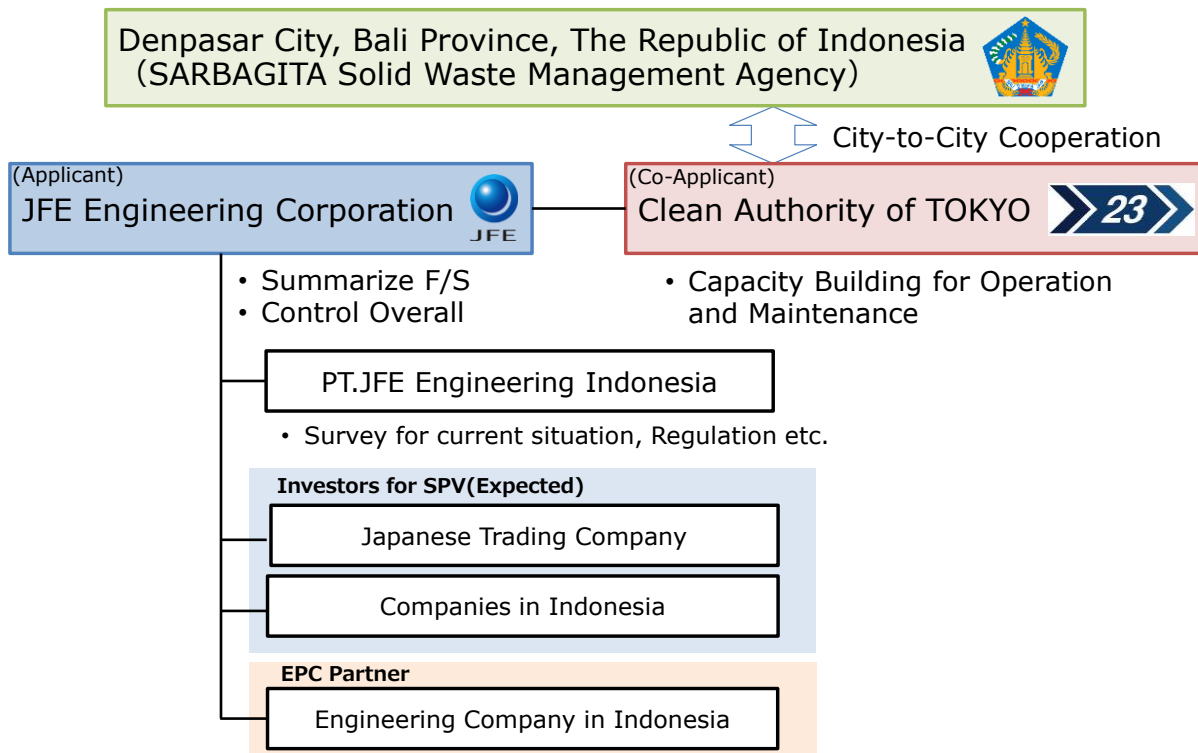 Denpasar City, Bali Province, The Republic of Indonesia
（SARBAGITA Solid Waste Management Agency）
City-to-City Cooperation
(Applicant)
JFE Engineering Corporation
JFE
(Co-Applicant)
Clean Authority of TOKYO
23
• Summarize F/S
• Control Overall
• Capacity Building for Operation
and Maintenance
PT.JFE Engineering Indonesia
• Survey for current situation, Regulation etc.
Investors for SPV(Expected)
Japanese Trading Company
Companies in Indonesia
EPC Partner
Engineering Company in Indonesia